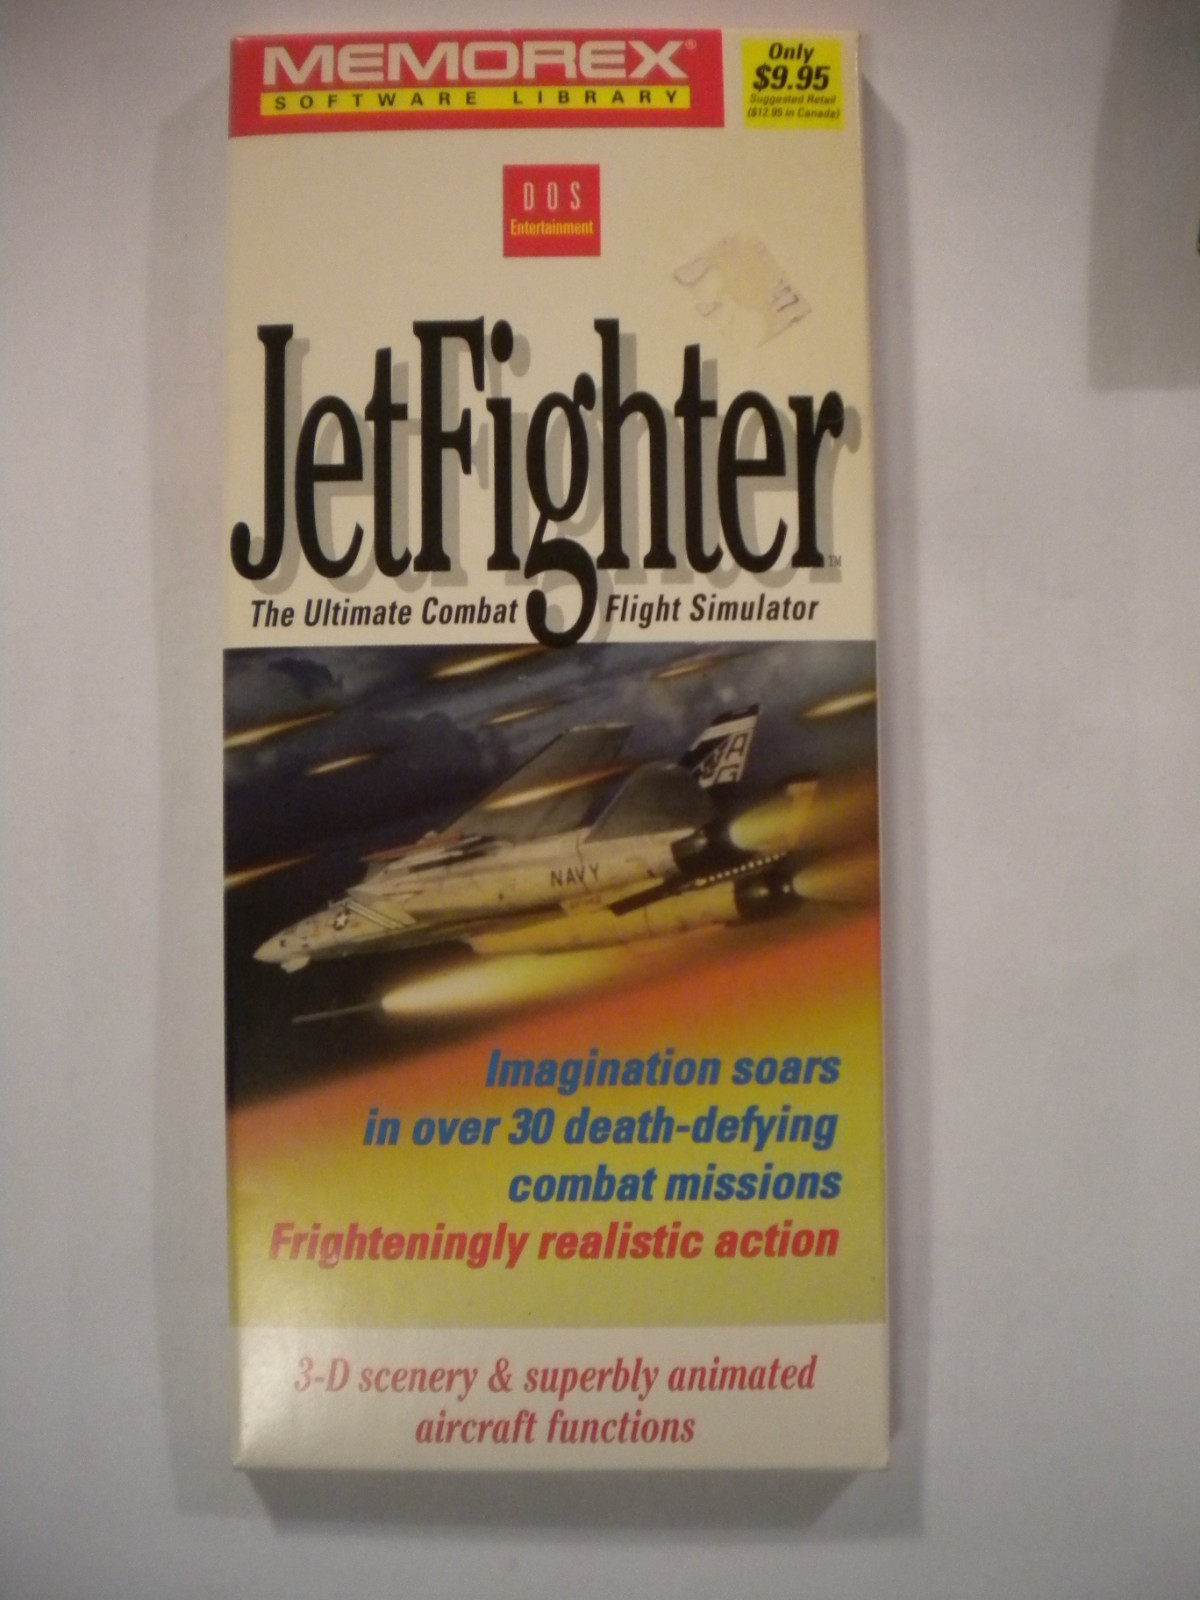 MEMOREX®
SOFTWARE LIBRARY
Only
$9.95
Suggested Retail
($12.95 in Canada)
DOS
Entertainment
JetFighter™
The Ultimate Combat Flight Simulator
AG
NAVY
Imagination soars
in over 30 death-defying
combat missions
Frighteningly realistic action
3-D scenery & superbly animated
aircraft functions